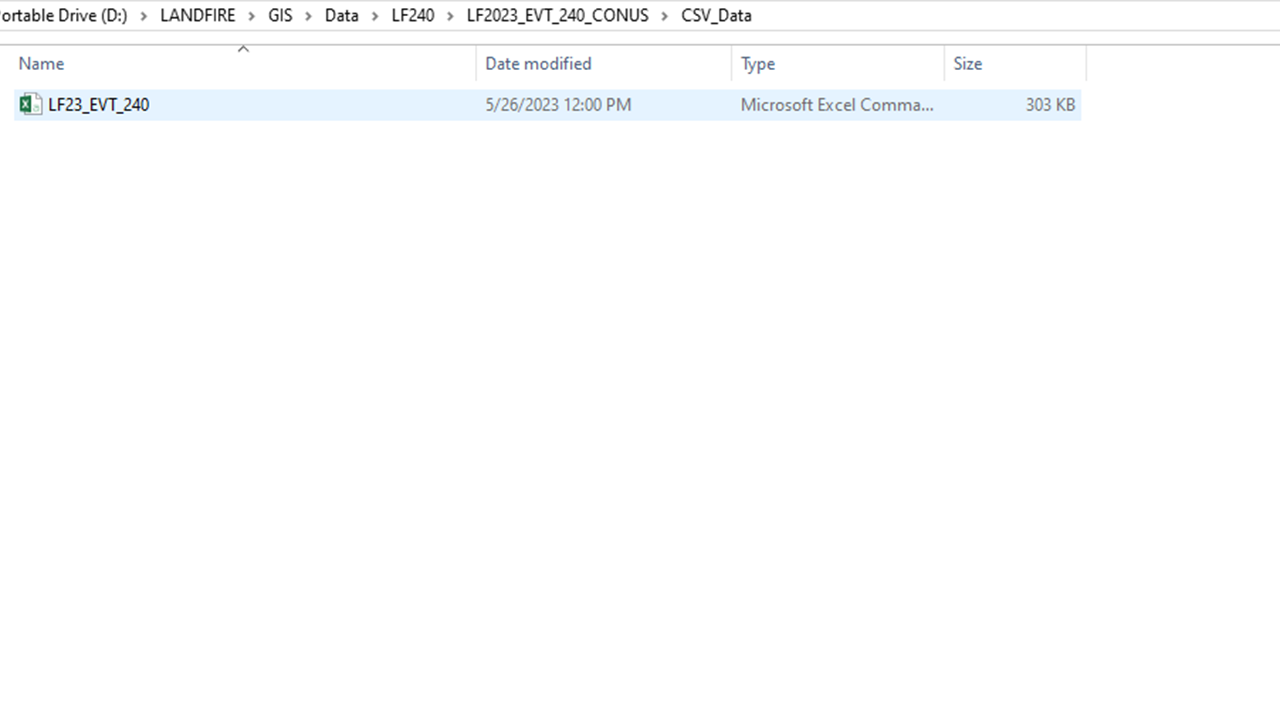 ortable Drive (D:) > LANDFIRE > GIS > Data > LF240 > LF2023_EVT_240_CONUS > CSV_Data
Name Date modified Type Size
LF23_EVT_240 5/26/2023 12:00 PM Microsoft Excel Comma... 303 KB